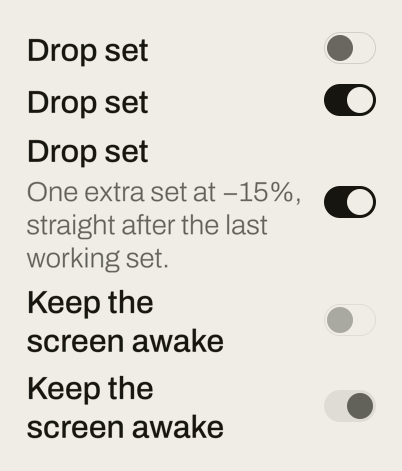 Drop set
Drop set
Drop set
One extra set at −15%,
straight after the last
working set.
Keep the
screen awake
Keep the
screen awake